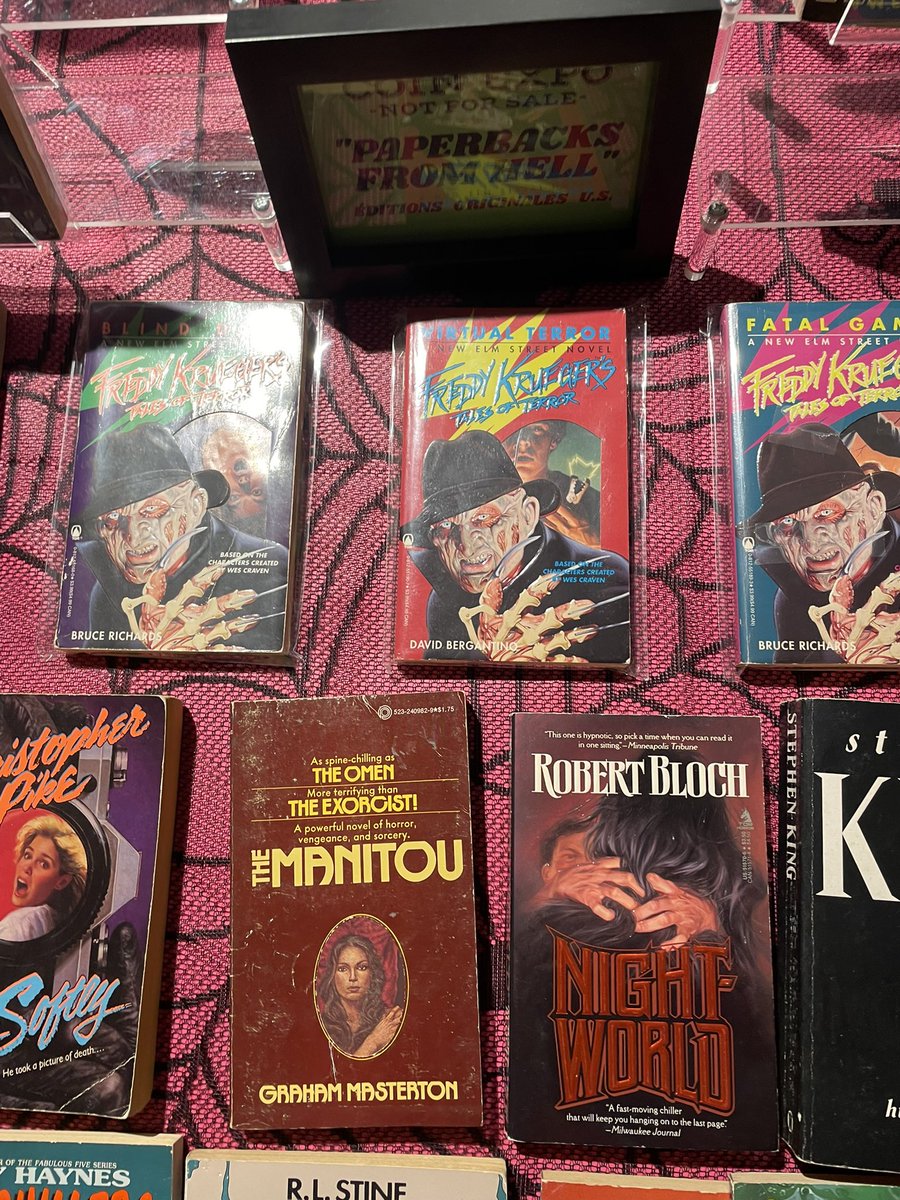 COIN EXPO
-NOT FOR SALE-
"PAPERBACKS
FROM HELL"
ÉDITIONS ORIGINALES U.S.
BLIND
A NEW ELM STREET
FREDDY KRUEGER'S
TALES OF TERROR
BASED ON THE
CHARACTERS CREATED
BY WES CRAVEN
BRUCE RICHARDS
VIRTUAL TERROR
A NEW ELM STREET NOVEL
FREDDY KRUEGER'S
TALES OF TERROR
BASED ON THE
CHARACTERS CREATED
BY WES CRAVEN
DAVID BERGANTINO
FATAL GAM
A NEW ELM STREET
FREDDY KRUEG
TALES OF TERROR
BRUCE RICHARDS
istopher
Pike
Softly
He took a picture of death....
523-240982-9★$1.75
As spine-chilling as
THE OMEN
More terrifying than
THE EXORCIST!
A powerful novel of horror,
vengeance, and sorcery.
THE MANITOU
GRAHAM MASTERTON
"This one is hypnotic, so pick a time when you can read it
in one sitting."—Minneapolis Tribune
ROBERT BLOCH
NIGHT-
WORLD
"A fast-moving chiller
that will keep you hanging on to the last page."
—Milwaukee Journal
STEPHEN KING
st
K
OF THE FABULOUS FIVE SERIES
Y HAYNES
R.L. STINE